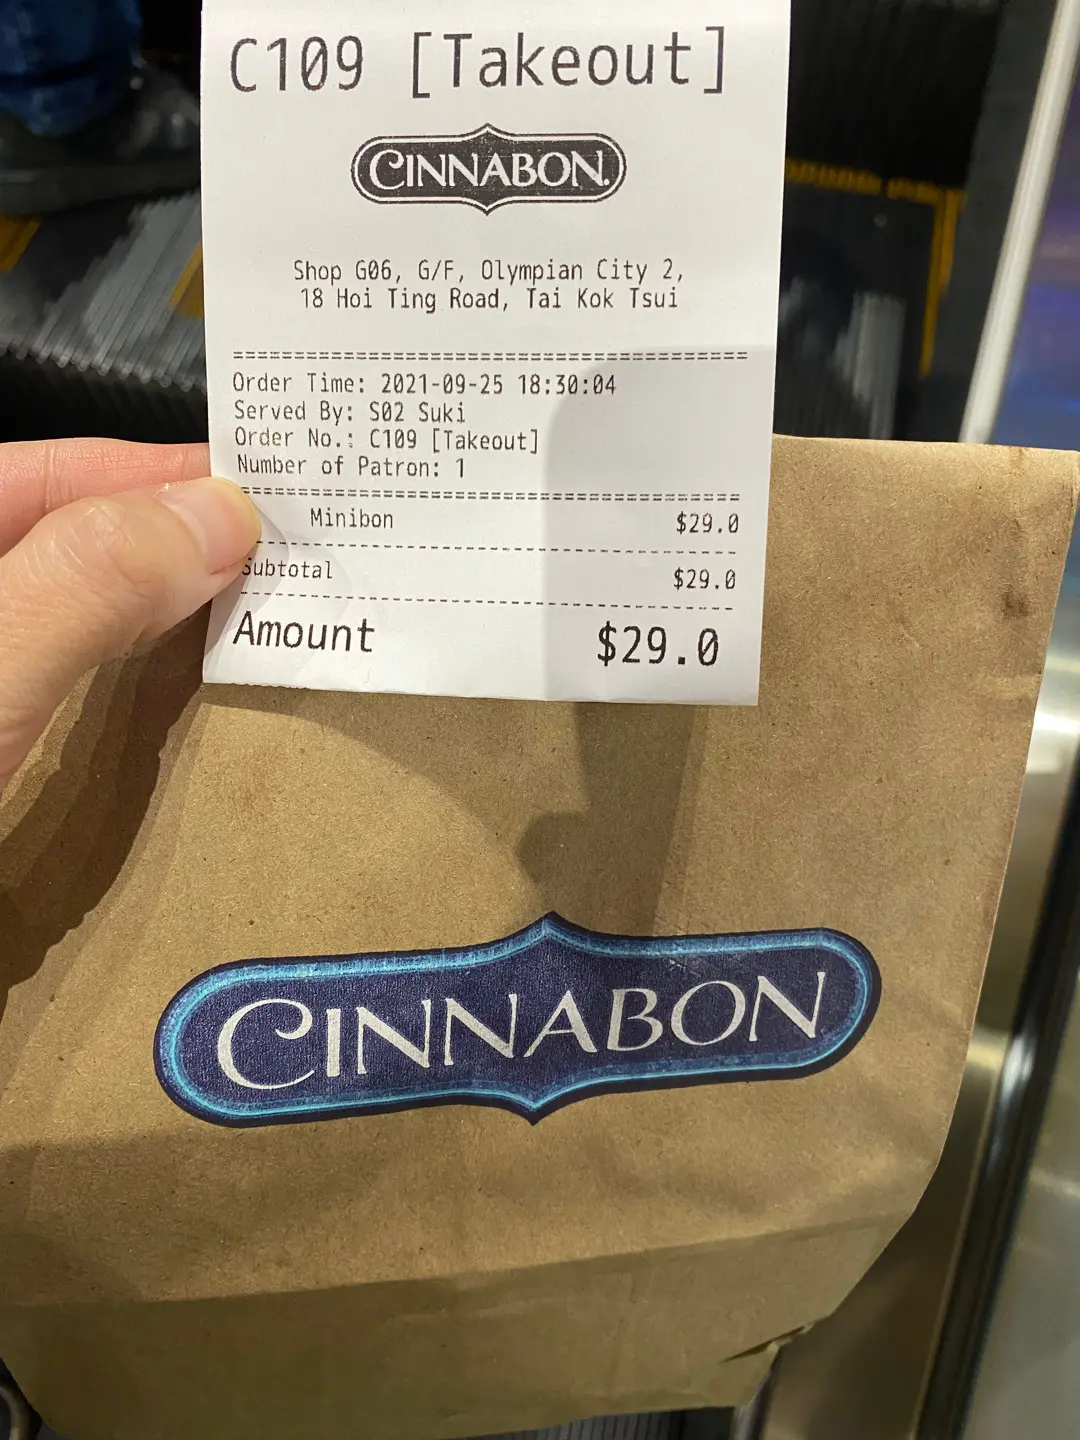 C109 [Takeout]
CINNABON.
Shop G06, G/F, Olympian City 2,
18 Hoi Ting Road, Tai Kok Tsui
==========================================
Order Time: 2021-09-25 18:30:04
Served By: S02 Suki
Order No.: C109 [Takeout]
Number of Patron: 1
==========================================
Minibon $29.0
------------------------------------------
Subtotal $29.0
------------------------------------------
Amount $29.0
CINNABON